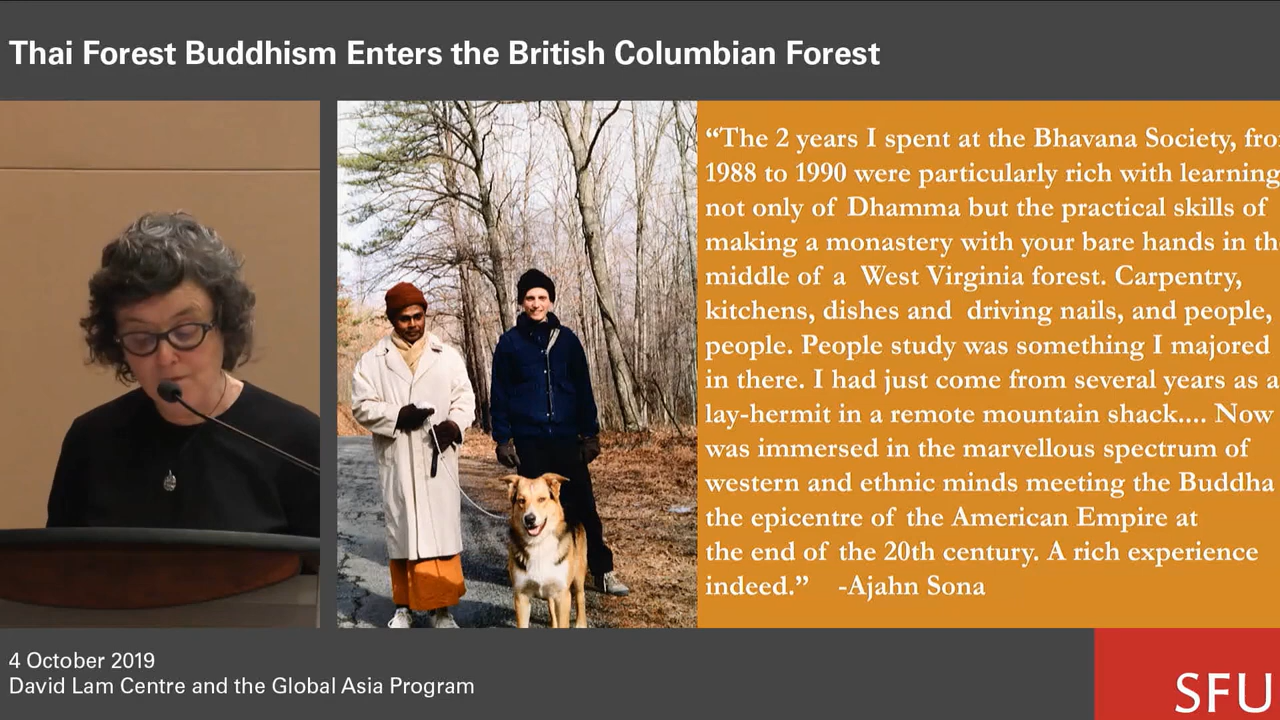 Thai Forest Buddhism Enters the British Columbian Forest
“The 2 years I spent at the Bhavana Society, fro
1988 to 1990 were particularly rich with learning
not only of Dhamma but the practical skills of
making a monastery with your bare hands in th
middle of a West Virginia forest. Carpentry,
kitchens, dishes and driving nails, and people,
people. People study was something I majored
in there. I had just come from several years as a
lay-hermit in a remote mountain shack.... Now
was immersed in the marvellous spectrum of
western and ethnic minds meeting the Buddha
the epicentre of the American Empire at
the end of the 20th century. A rich experience
indeed.” -Ajahn Sona
4 October 2019
David Lam Centre and the Global Asia Program
SFU